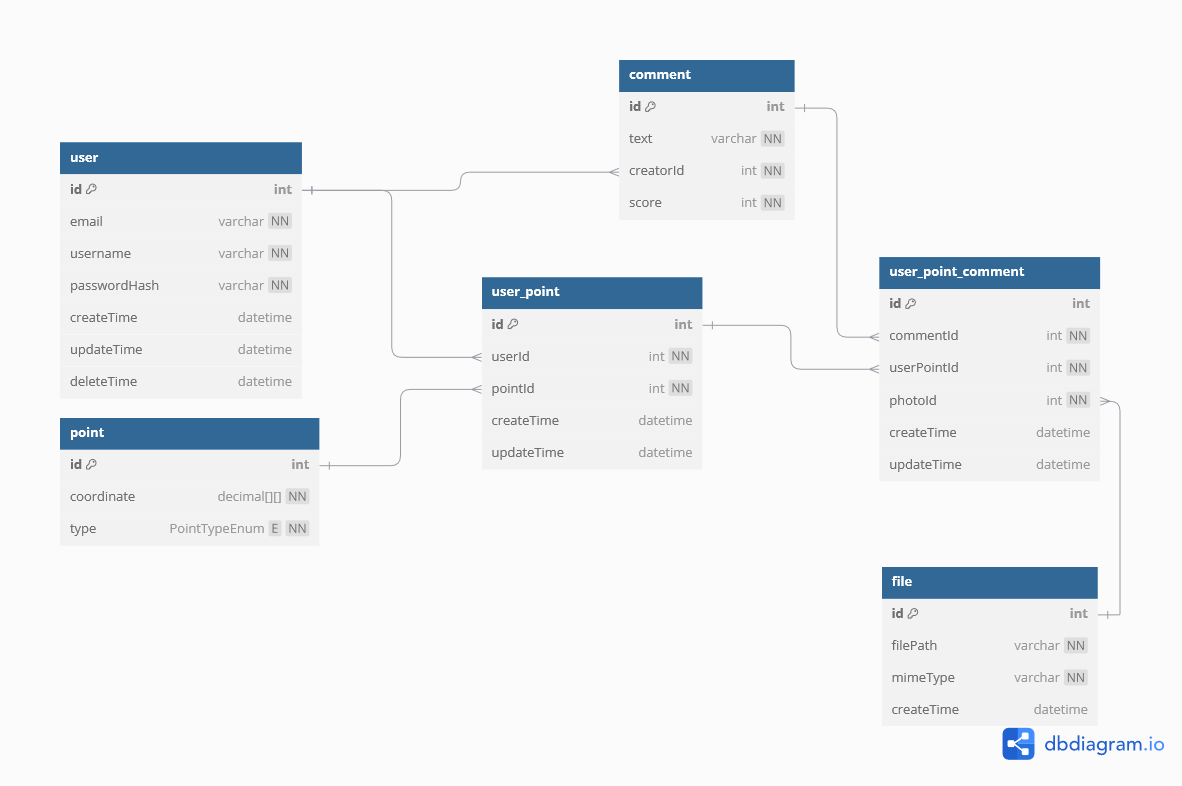 comment
id int
text varchar NN
creatorId int NN
score int NN
user
id int
email varchar NN
username varchar NN
passwordHash varchar NN
createTime datetime
updateTime datetime
deleteTime datetime
user_point
id int
userId int NN
pointId int NN
createTime datetime
updateTime datetime
user_point_comment
id int
commentId int NN
userPointId int NN
photoId int NN
createTime datetime
updateTime datetime
point
id int
coordinate decimal[][] NN
type PointTypeEnum E NN
file
id int
filePath varchar NN
mimeType varchar NN
createTime datetime
dbdiagram.io